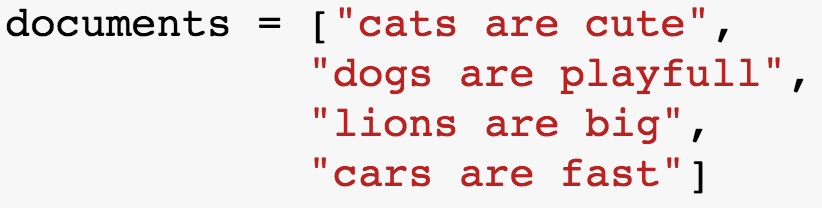 documents = ["cats are cute",
"dogs are playfull",
"lions are big",
"cars are fast"]